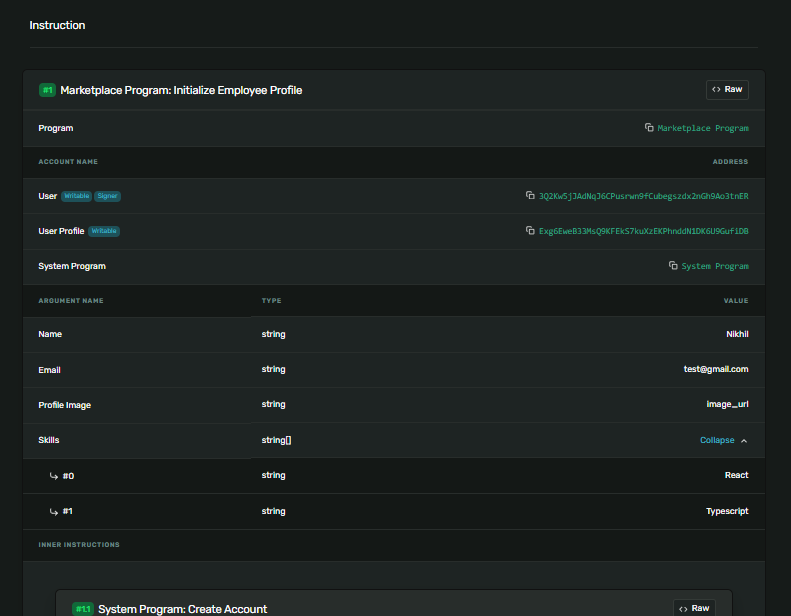 Instruction
#1 Marketplace Program: Initialize Employee Profile <> Raw
Program Marketplace Program
ACCOUNT NAME ADDRESS
User Writable Signer 3Q2Kw5jJAdNqJ6CPusrwn9fCubegszdx2nGh9Ao3tnER
User Profile Writable Exg6EweB33MsQ9KFEkS7kuXzEKPhnddN1DK6U9GufiDB
System Program System Program
ARGUMENT NAME TYPE VALUE
Name string Nikhil
Email string test@gmail.com
Profile Image string image_url
Skills string[] Collapse
#0 string React
#1 string Typescript
INNER INSTRUCTIONS
#1.1 System Program: Create Account <> Raw